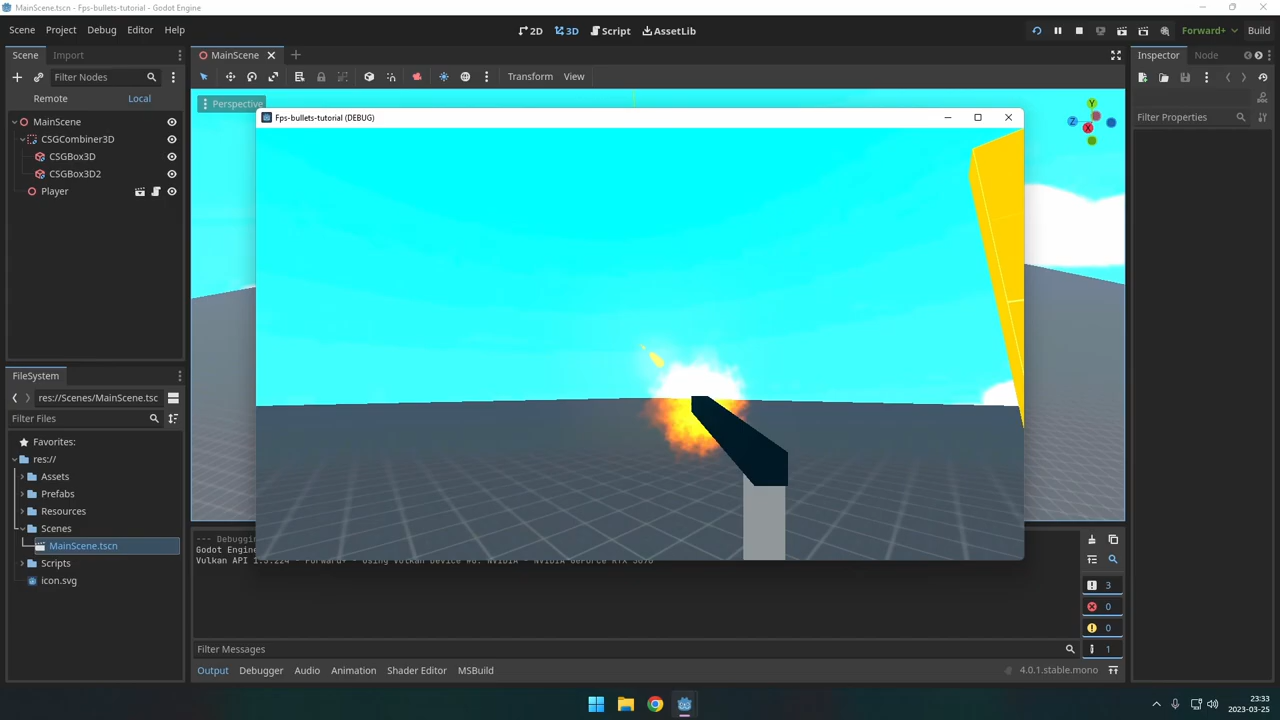 MainScene.tscn - Fps-bullets-tutorial - Godot Engine
Scene Project Debug Editor Help
2D 3D Script AssetLib
Forward+ Build
Scene Import
MainScene
Inspector Node
Filter Nodes
Transform View
Remote Local
Perspective
Y
Z X
Filter Properties
Fps-bullets-tutorial (DEBUG)
MainScene
CSGCombiner3D
CSGBox3D
CSGBox3D2
Player
FileSystem
res://Scenes/MainScene.tsc
Filter Files
Favorites:
res://
Assets
Prefabs
Resources
Scenes
MainScene.tscn
Scripts
icon.svg
--- Debugging
Godot Engine
3
0
0
1
Filter Messages
Output Debugger Audio Animation Shader Editor MSBuild
4.0.1.stable.mono
23:33
2023-03-25